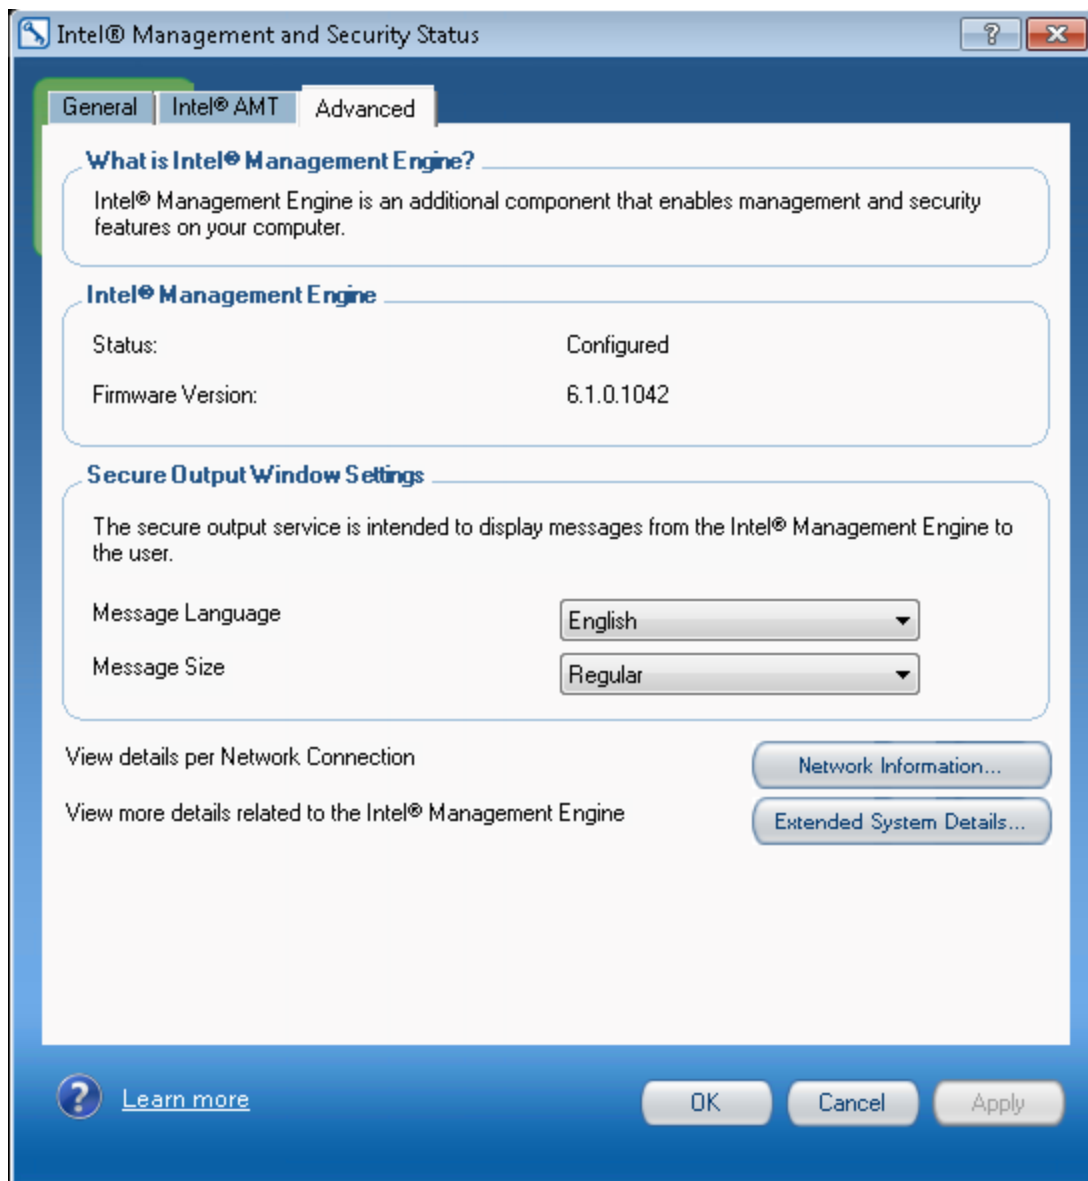 Intel® Management and Security Status
General
Intel® AMT
Advanced
What is Intel® Management Engine?
Intel® Management Engine is an additional component that enables management and security
features on your computer.
Intel® Management Engine
Status: Configured
Firmware Version: 6.1.0.1042
Secure Output Window Settings
The secure output service is intended to display messages from the Intel® Management Engine to
the user.
Message Language English
Message Size Regular
View details per Network Connection Network Information...
View more details related to the Intel® Management Engine Extended System Details...
? Learn more OK Cancel Apply